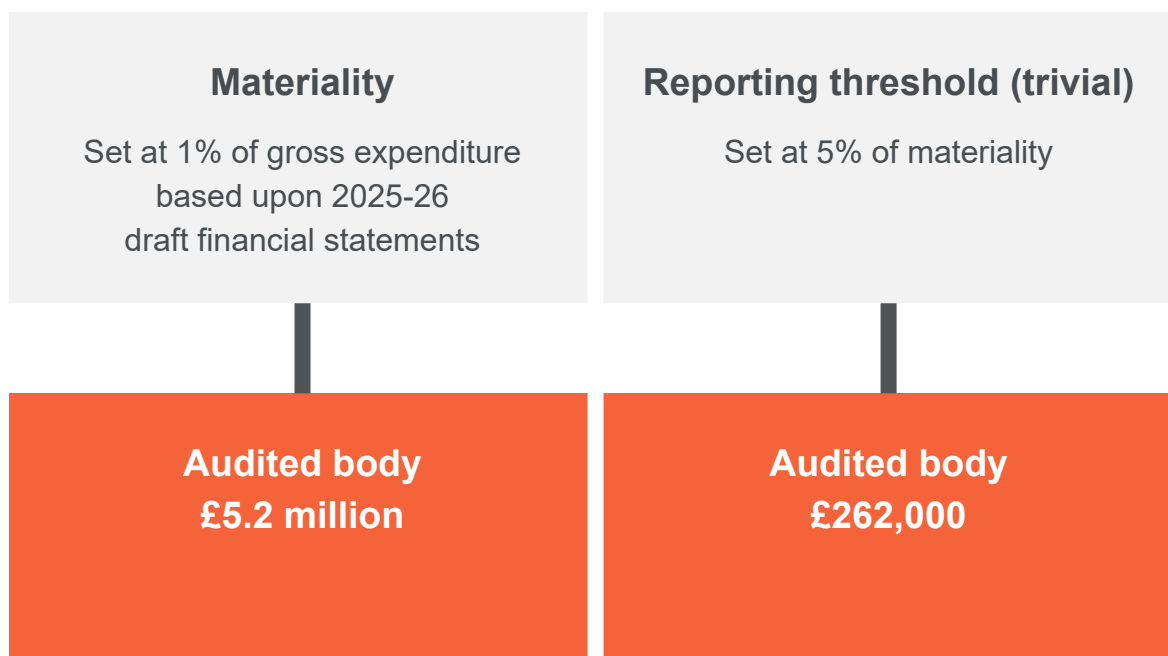 Materiality
Set at 1% of gross expenditure
based upon 2025-26
draft financial statements
Reporting threshold (trivial)
Set at 5% of materiality
Audited body
£5.2 million
Audited body
£262,000